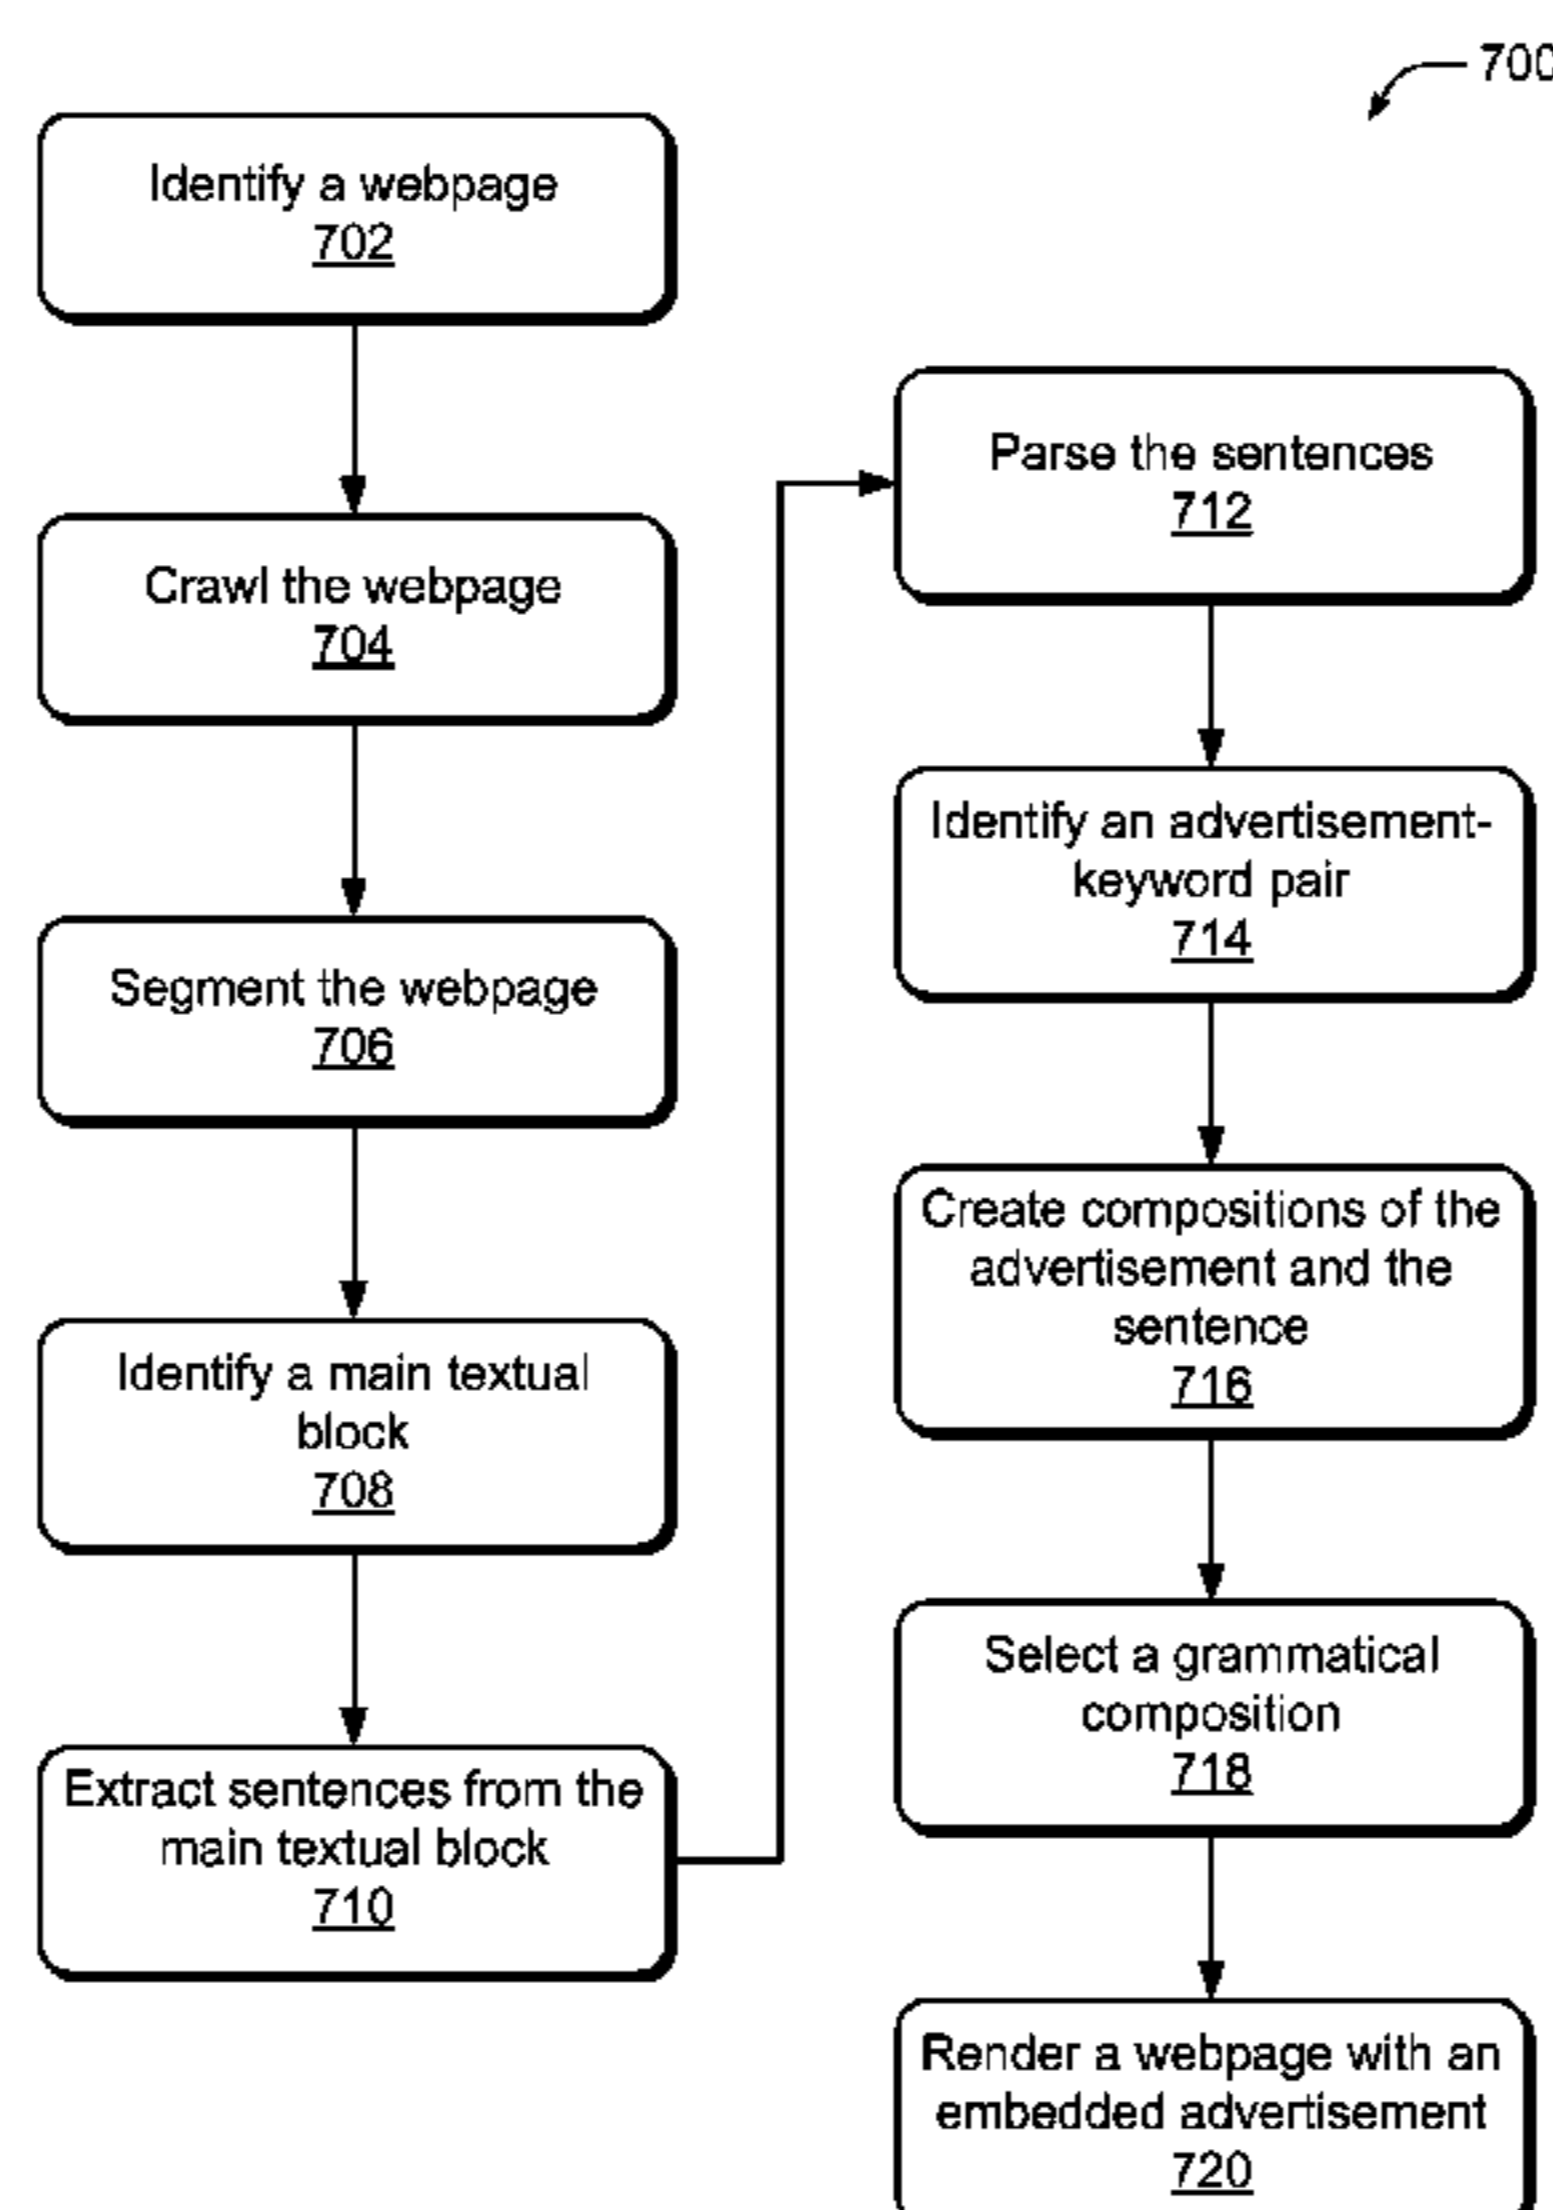 700
Identify a webpage
702
Crawl the webpage
704
Segment the webpage
706
Identify a main textual
block
708
Extract sentences from the
main textual block
710
Parse the sentences
712
Identify an advertisement-
keyword pair
714
Create compositions of the
advertisement and the
sentence
716
Select a grammatical
composition
718
Render a webpage with an
embedded advertisement
720